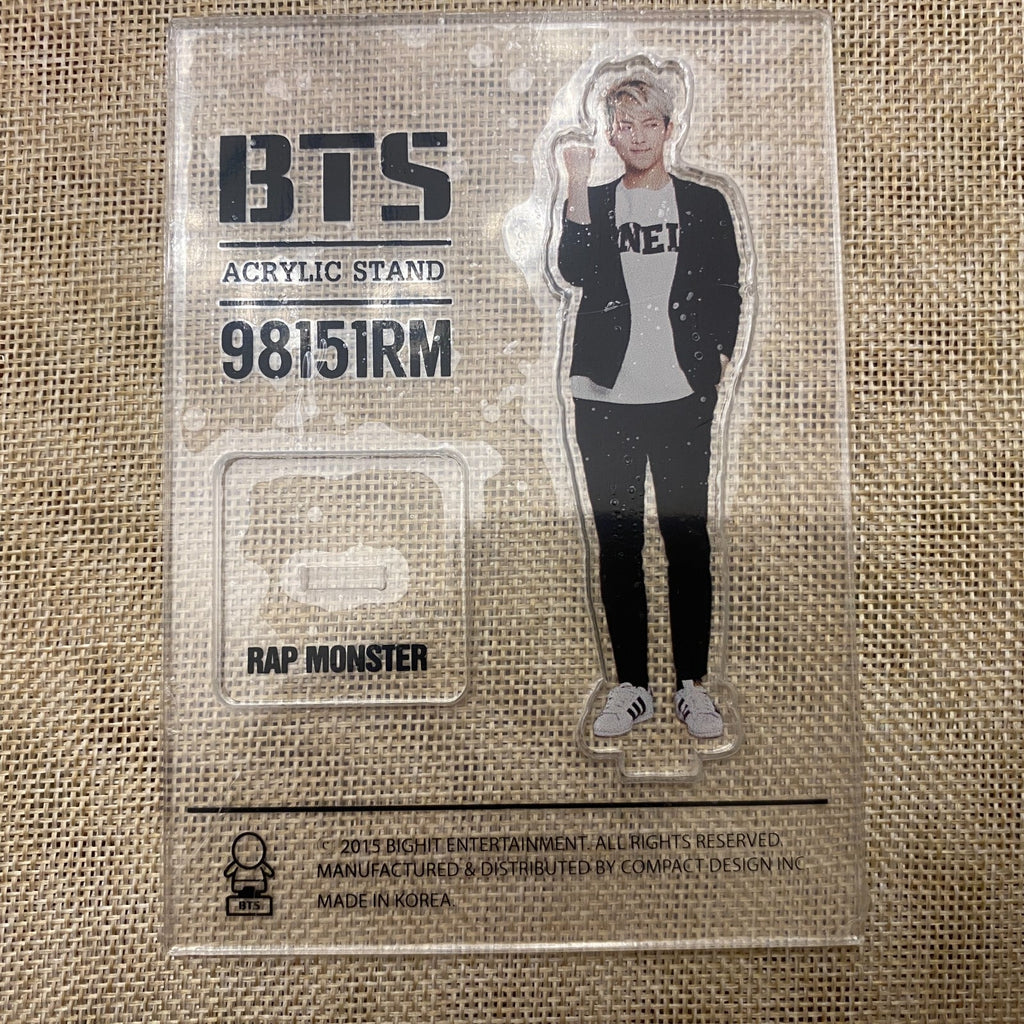 BTS
ACRYLIC STAND
98151RM
NEI
RAP MONSTER
© 2015 BIGHIT ENTERTAINMENT. ALL RIGHTS RESERVED.
MANUFACTURED & DISTRIBUTED BY COMPACT DESIGN INC
MADE IN KOREA.
BTS